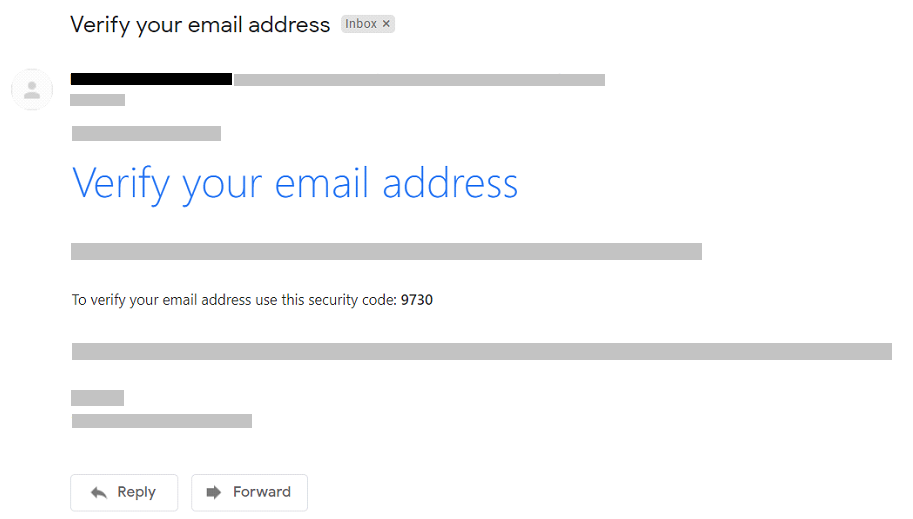 Verify your email address Inbox ×
Verify your email address
To verify your email address use this security code: 9730
Reply Forward